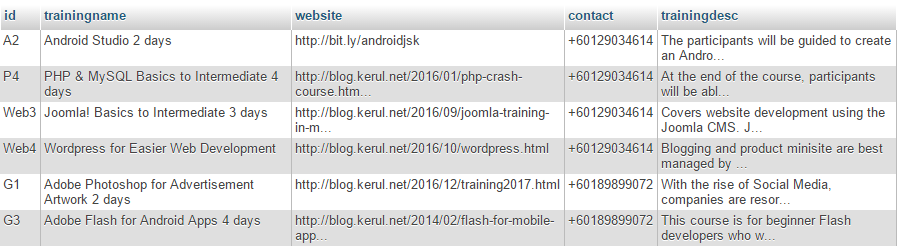 id trainingname website contact trainingdesc
A2 Android Studio 2 days http://bit.ly/androidjsk +60129034614 The participants will be guided to create
an Andro...
P4 PHP & MySQL Basics to Intermediate 4 http://blog.kerul.net/2016/01/php-crash- +60129034614 At the end of the course, participants
days course.htm... will be abl...
Web3 Joomla! Basics to Intermediate 3 days http://blog.kerul.net/2016/09/joomla-training- +60129034614 Covers website development using the
in-m... Joomla CMS. J...
Web4 Wordpress for Easier Web Development http://blog.kerul.net/2016/10/wordpress.html +60129034614 Blogging and product minisite are best
managed by ...
G1 Adobe Photoshop for Advertisement http://blog.kerul.net/2016/12/training2017.html +60189899072 With the rise of Social Media,
Artwork 2 days companies are resor...
G3 Adobe Flash for Android Apps 4 days http://blog.kerul.net/2014/02/flash-for-mobile- +60189899072 This course is for beginner Flash
app... developers who w...